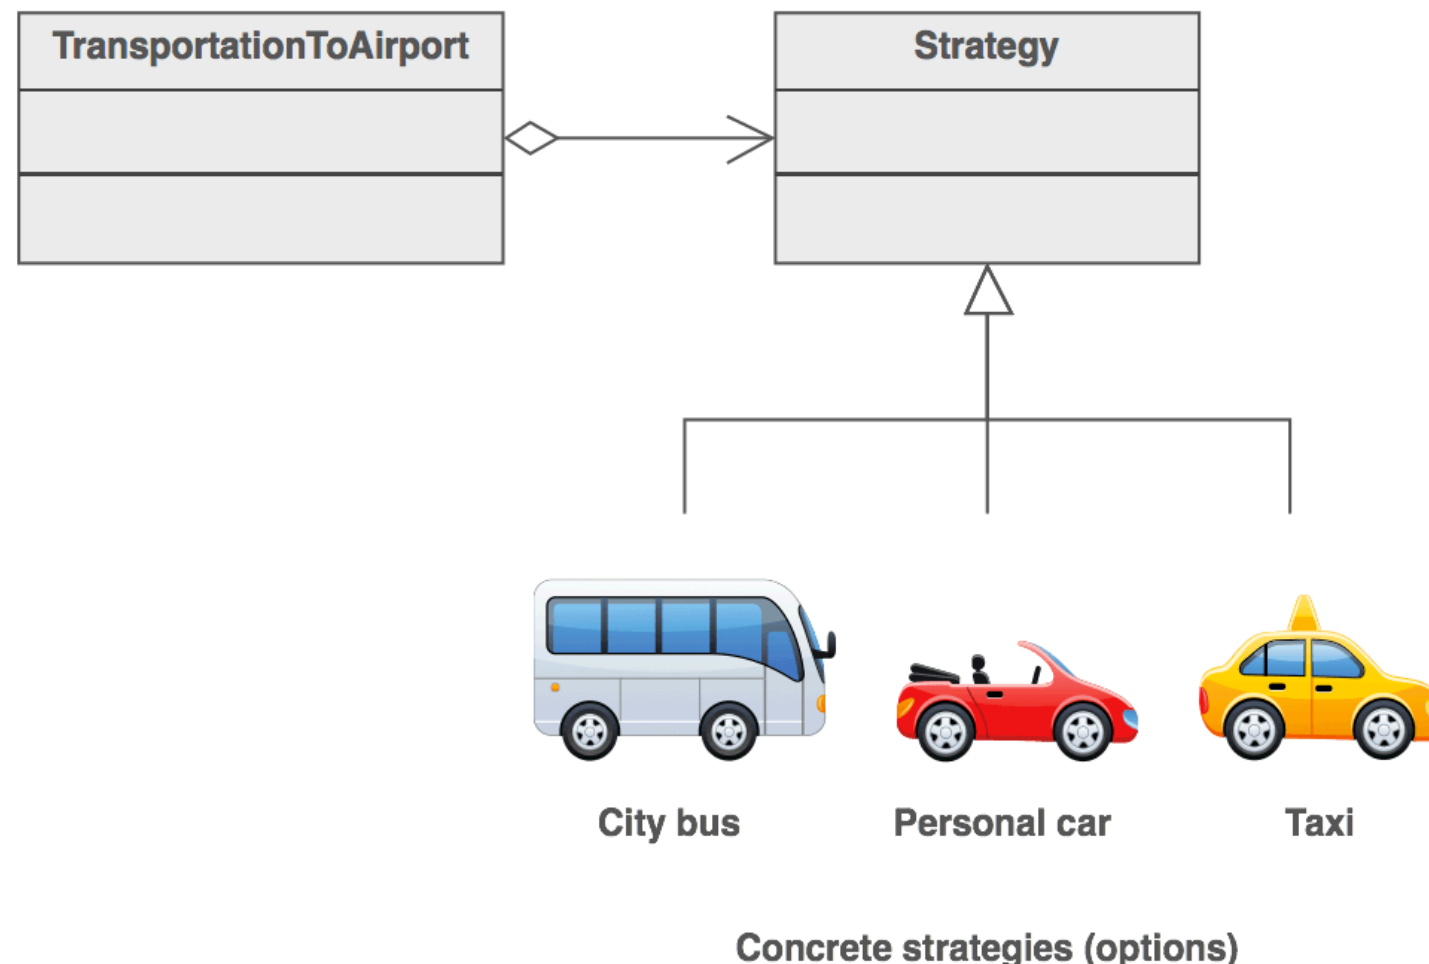 TransportationToAirport
Strategy
City bus
Personal car
Taxi
Concrete strategies (options)